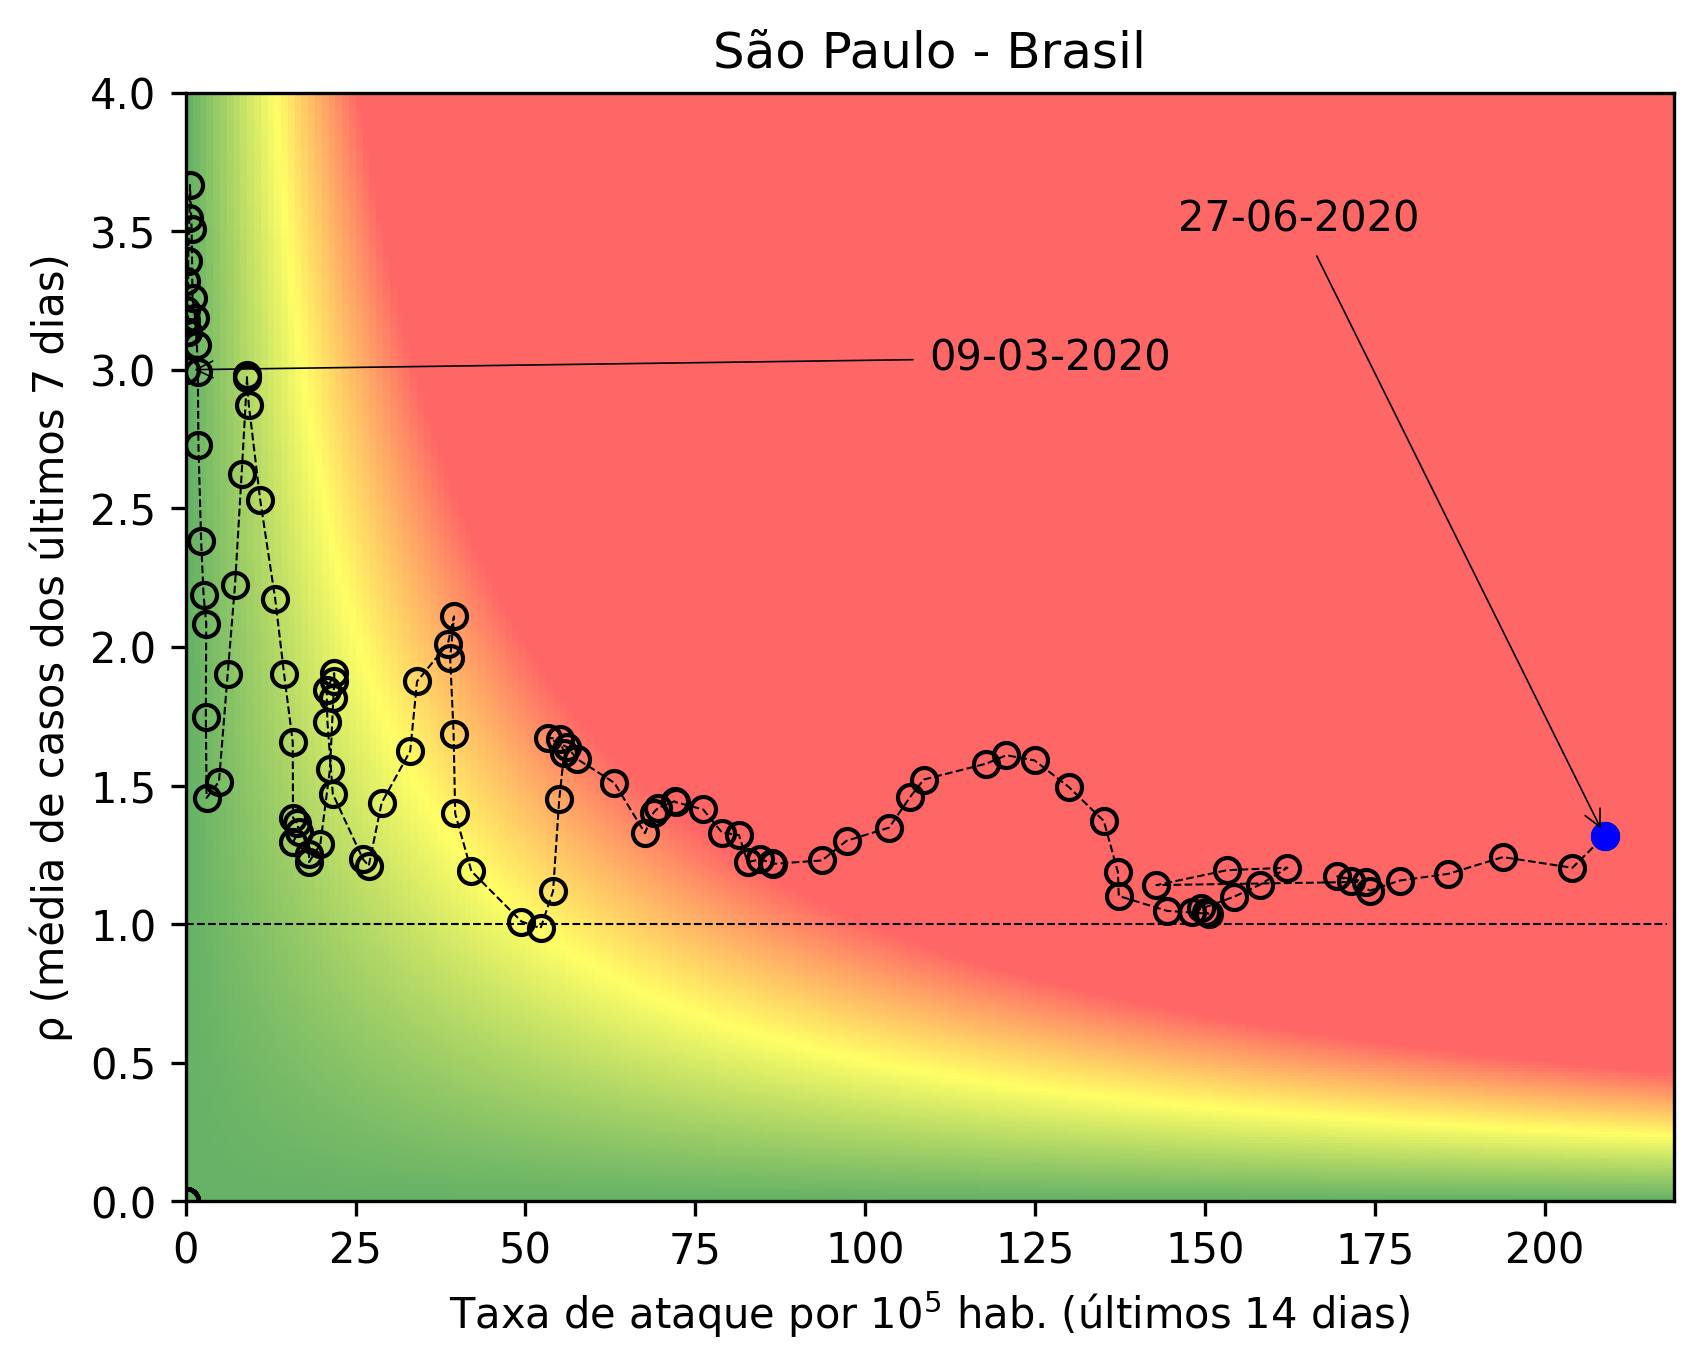 São Paulo - Brasil
ρ (média de casos dos últimos 7 dias)
4.0
3.5
3.0
2.5
2.0
1.5
1.0
0.5
0.0
27-06-2020
09-03-2020
0 25 50 75 100 125 150 175 200
Taxa de ataque por 10⁵ hab. (últimos 14 dias)